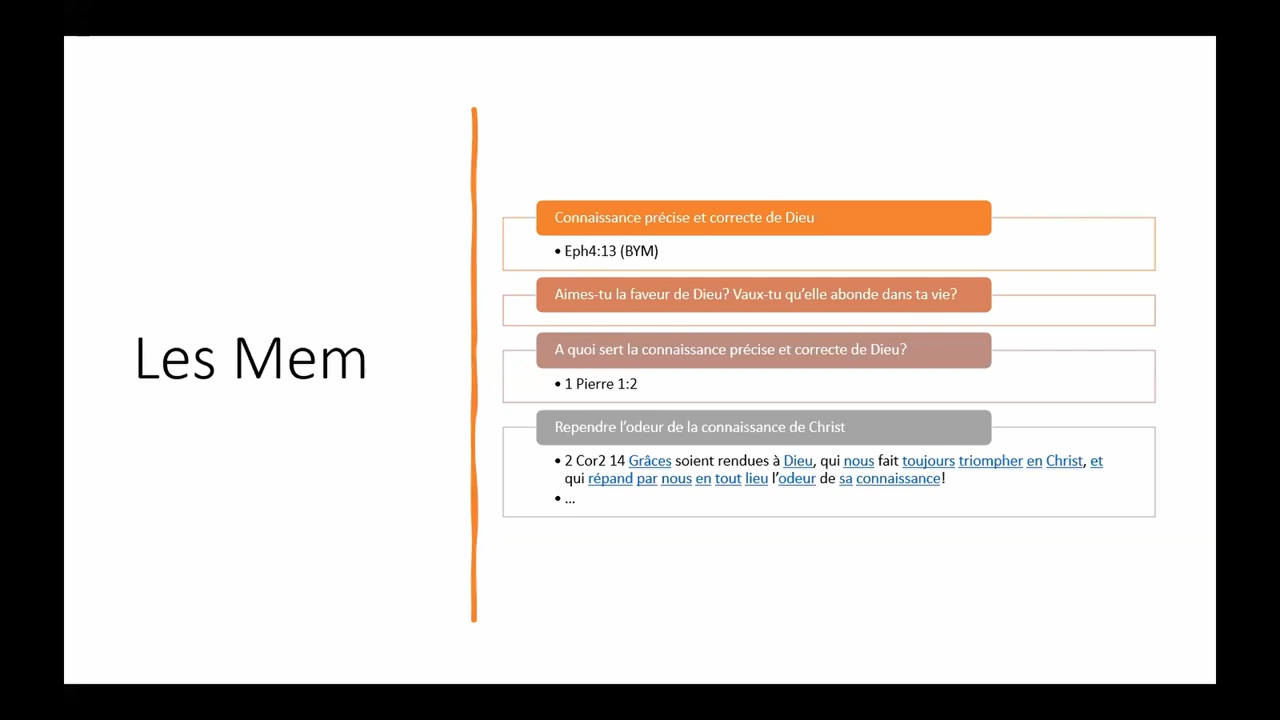 Les Mem
Connaissance précise et correcte de Dieu
• Eph4:13 (BYM)
Aimes-tu la faveur de Dieu? Vaux-tu qu'elle abonde dans ta vie?
A quoi sert la connaissance précise et correcte de Dieu?
• 1 Pierre 1:2
Rependre l'odeur de la connaissance de Christ
• 2 Cor2 14 Grâces soient rendues à Dieu, qui nous fait toujours triompher en Christ, et
qui répand par nous en tout lieu l'odeur de sa connaissance!
• ...